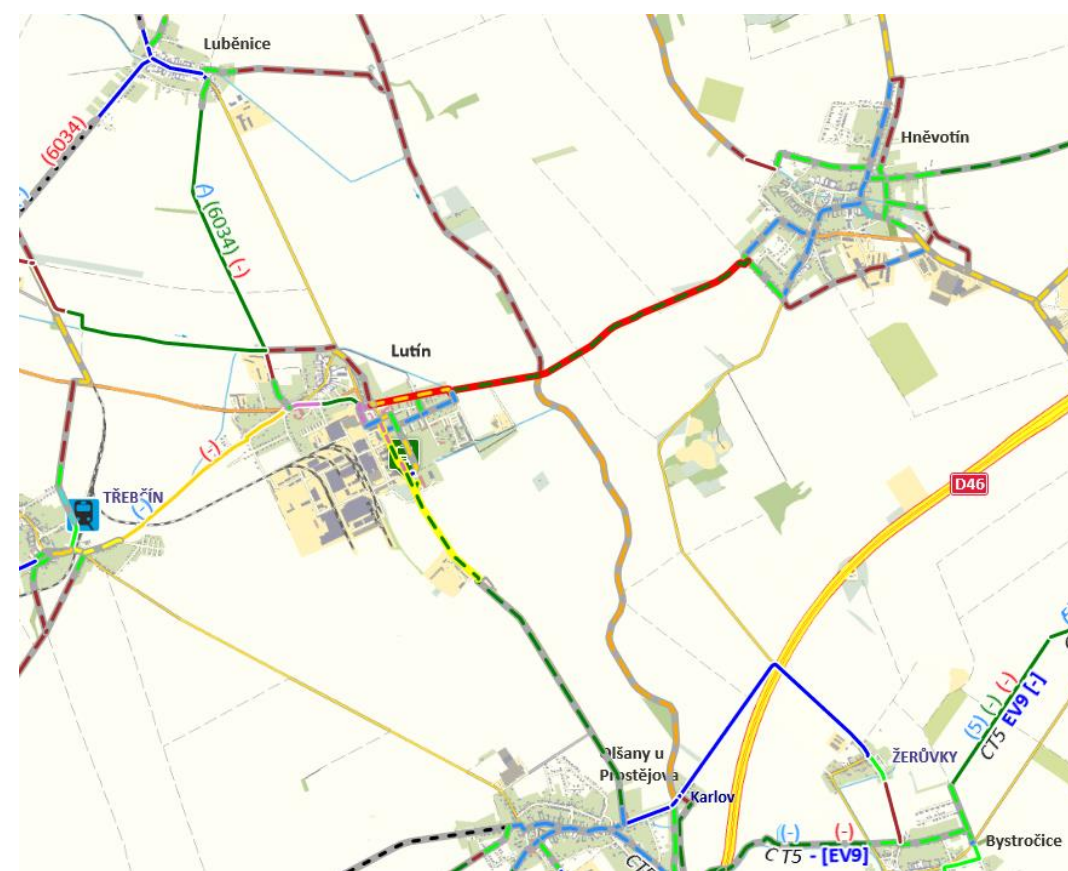 Luběnice
(6034)
Hněvotín
(-) (6034) (-)
Lutín
D46
(-)
TŘEBČÍN
(-)
(5) (-) (-)
CT5 EV9 [-]
Olšany u
Prostějova
ŽERŮVKY
Karlov
(-) (-)
CT5 - [EV9]
Bystročice